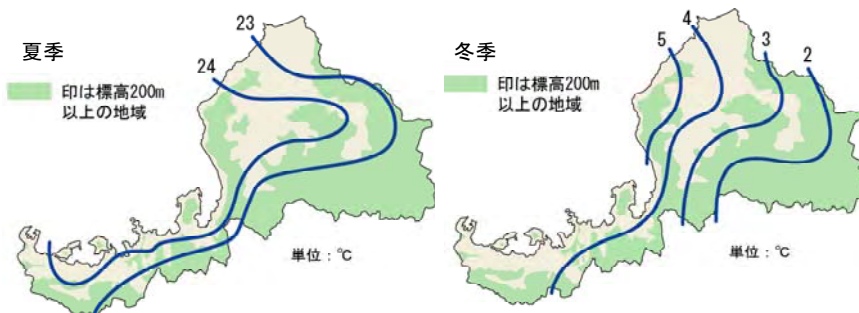 夏季
23
24
印は標高200m
以上の地域
単位：℃
冬季
5
4
3
2
印は標高200m
以上の地域
単位：℃